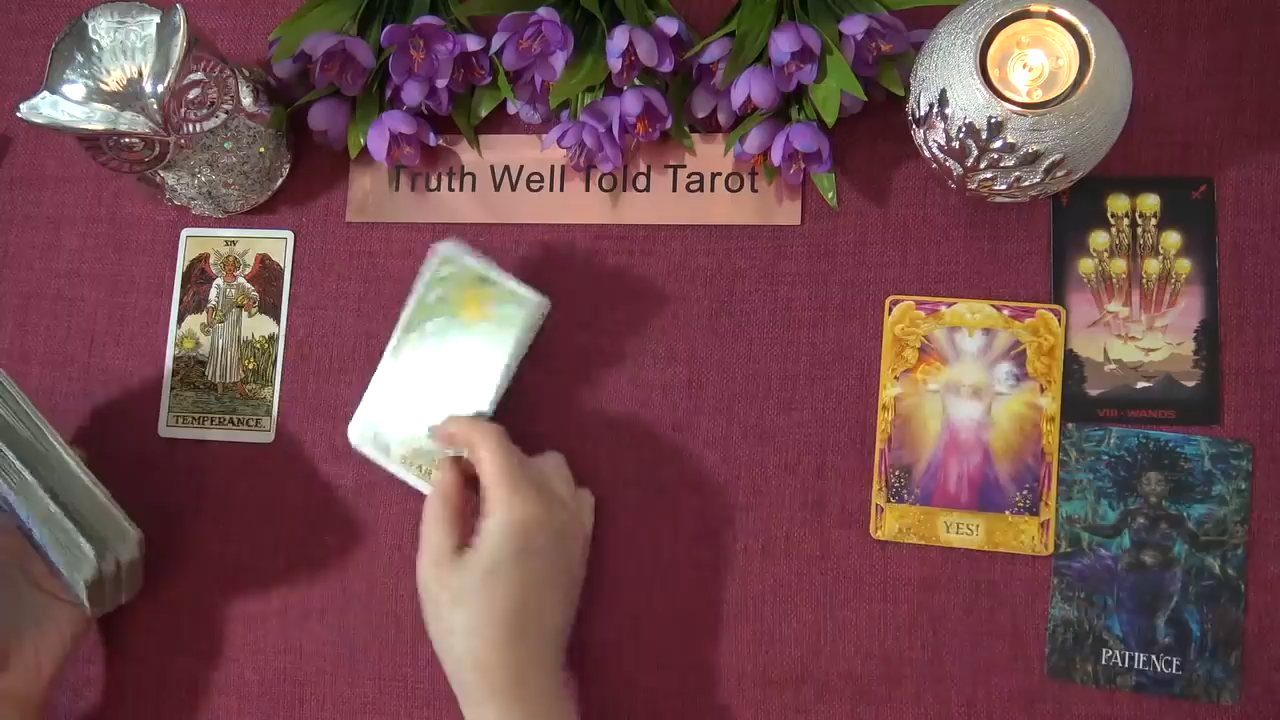 Truth Well Told Tarot
XIV
TEMPERANCE.
VIII - WANDS
YES!
PATIENCE